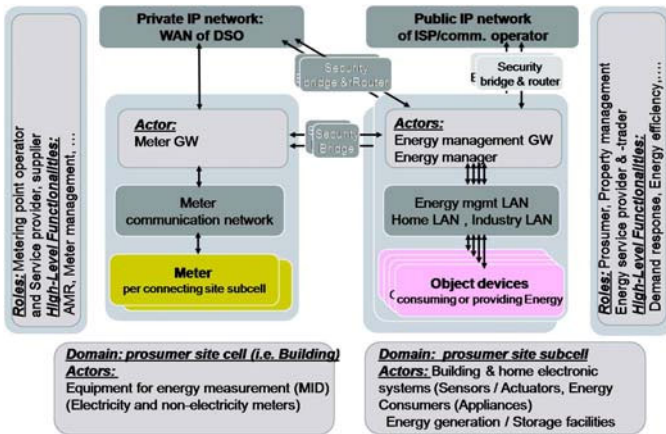 Private IP network:
WAN of DSO
Public IP network
of ISP/comm. operator
Security
bridge & rRouter
Security
bridge & router
Roles: Metering point operator
and Service provider, supplier
High-Level Functionalities:
AMR, Meter management, …
Actor:
Meter GW
Security
Bridge
Actors:
Energy management GW
Energy manager
Meter
communication network
Energy mgmt LAN
Home LAN , Industry LAN
Meter
per connecting site subcell
Object devices
consuming or providing Energy
Roles: Prosumer, Property management
Energy service provider & -trader
High-Level Functionalities:
Demand response, Energy efficiency,….
Domain: prosumer site cell (i.e. Building)
Actors:
Equipment for energy measurement (MID)
(Electricity and non-electricity meters)
Domain: prosumer site subcell
Actors: Building & home electronic
systems (Sensors / Actuators, Energy
Consumers (Appliances)
Energy generation / Storage facilities